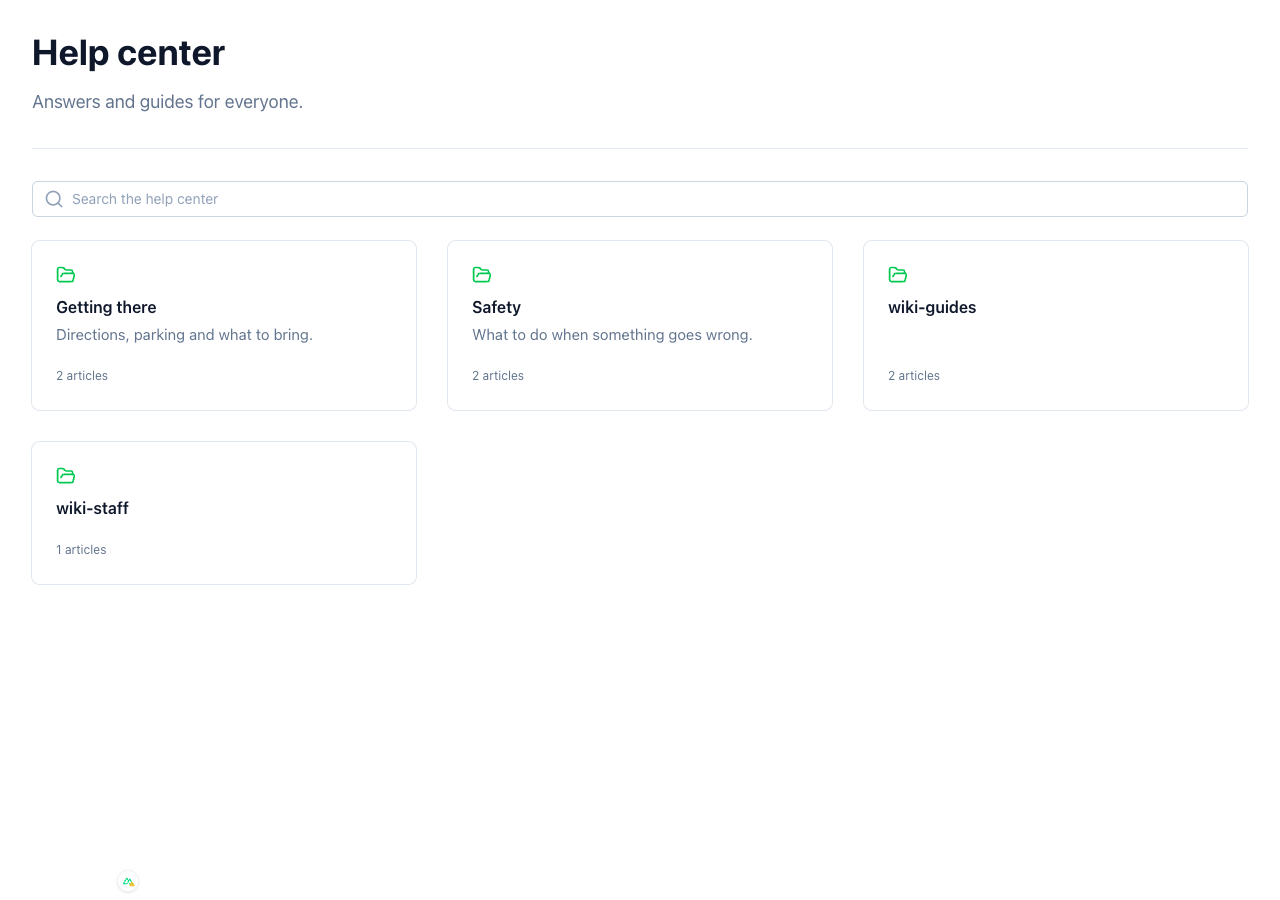 Help center
Answers and guides for everyone.
Search the help center
Getting there
Directions, parking and what to bring.
2 articles
Safety
What to do when something goes wrong.
2 articles
wiki-guides
2 articles
wiki-staff
1 articles